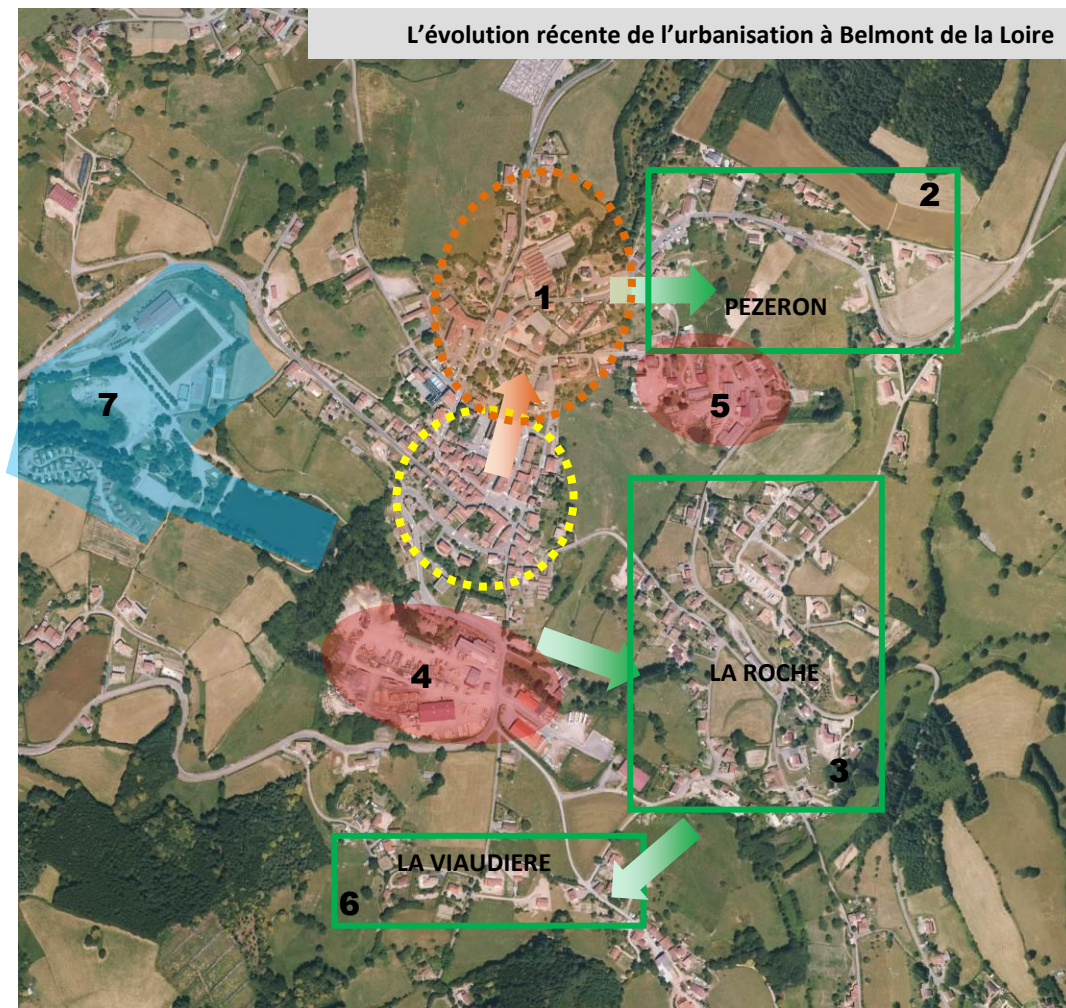 L’évolution récente de l’urbanisation à Belmont de la Loire
2
1
PEZERON
7
5
4
LA ROCHE
3
LA VIAUDIERE
6